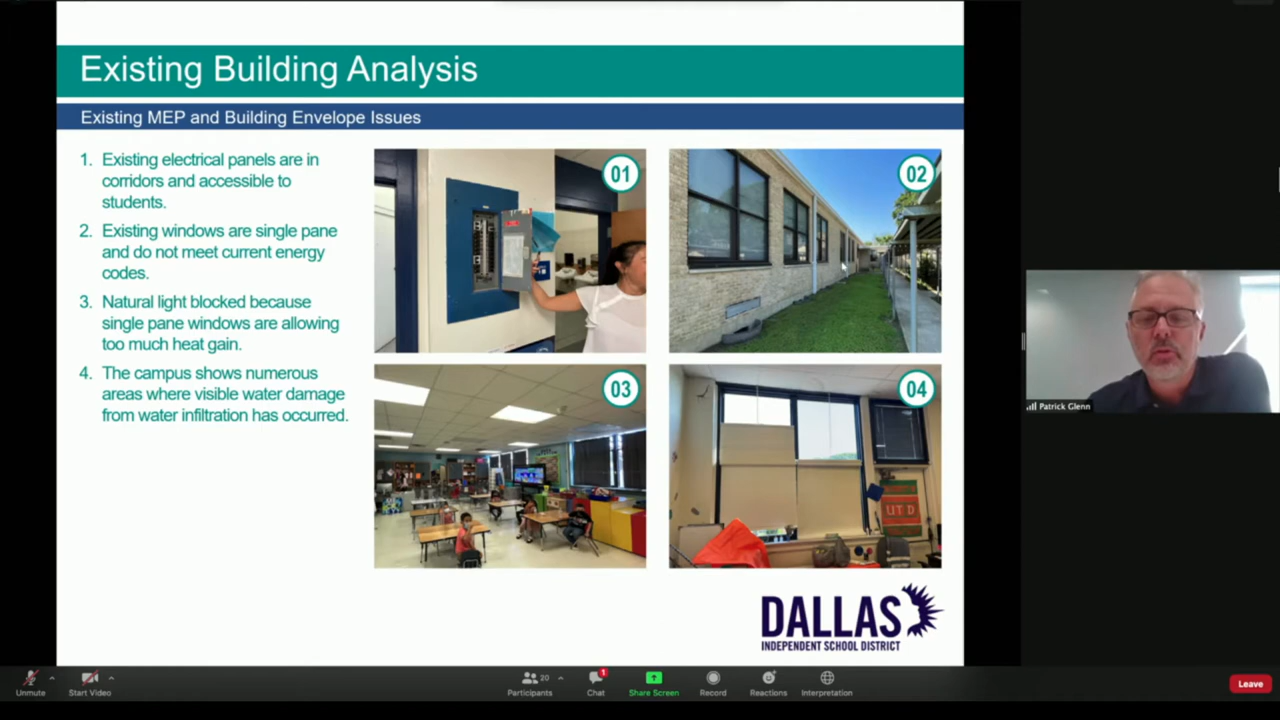 Existing Building Analysis
Existing MEP and Building Envelope Issues
1. Existing electrical panels are in
corridors and accessible to
students.
2. Existing windows are single pane
and do not meet current energy
codes.
3. Natural light blocked because
single pane windows are allowing
too much heat gain.
4. The campus shows numerous
areas where visible water damage
from water infiltration has occurred.
01
02
03
04
UTD
DALLAS
INDEPENDENT SCHOOL DISTRICT
Patrick Glenn
Unmute
Start Video
20
Participants
1
Chat
Share Screen
Record
Reactions
Interpretation
Leave